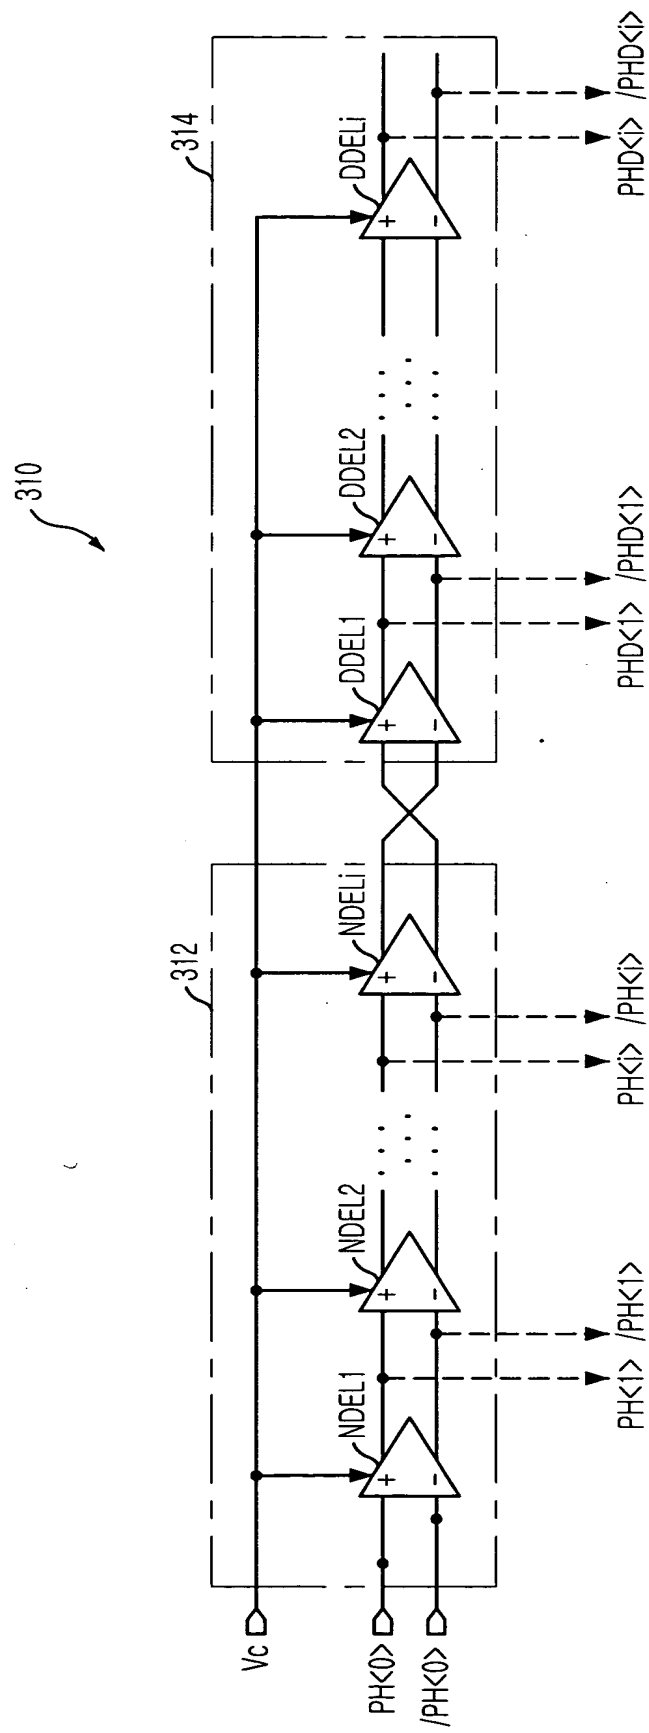 310
312
314
Vc
PH<0>
/PH<0>
NDEL1
NDEL2
NDELi
DDEL1
DDEL2
DDELi
+
−
+
−
+
−
+
−
+
−
+
−
PH<1>
/PH<1>
PH<i>
/PH<i>
PHD<1>
/PHD<1>
PHD<i>
/PHD<i>